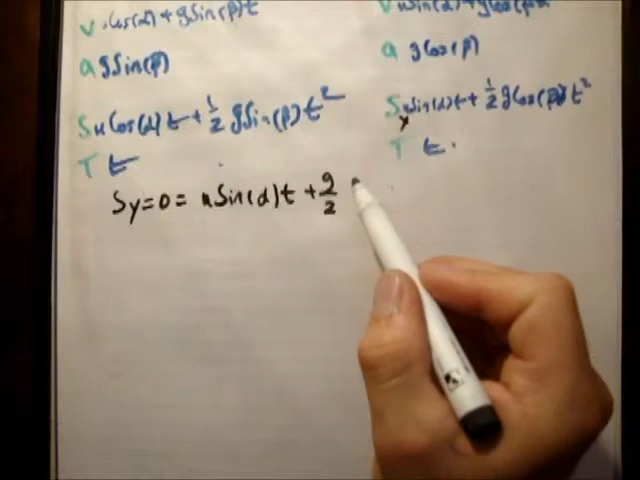 V uCos(α)+gSin(β)t
a gSin(β)
S uCos(α)t+1/2 gSin(β)t²
T t
V uSin(α)+gCos(β)t
a gCos(β)
Sy uSin(α)t+1/2 gCos(β)t²
T t
Sy=0= uSin(α)t+g/2